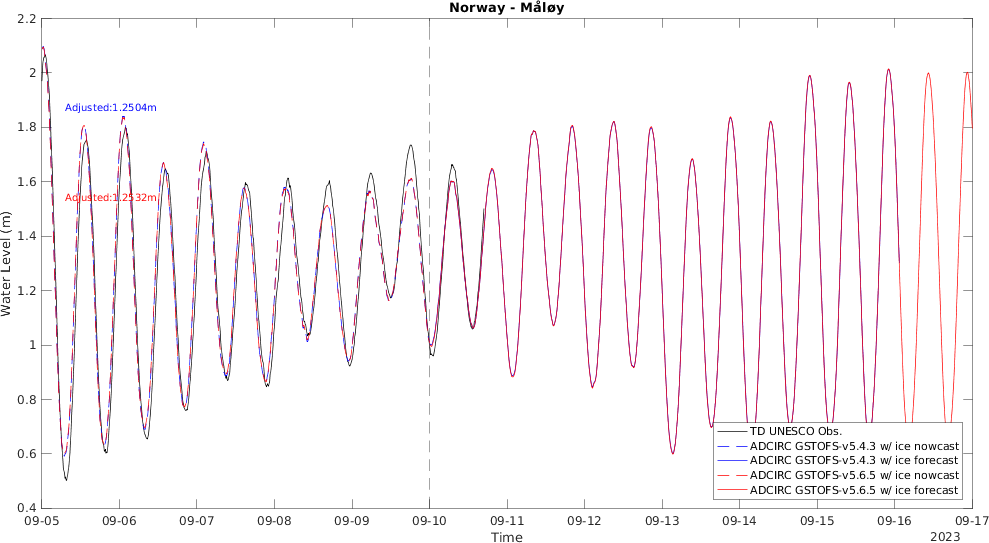 Norway - Måløy
2.2
2
1.8
1.6
1.4
1.2
1
0.8
0.6
0.4
Water Level (m)
Adjusted:1.2504m
Adjusted:1.2532m
TD UNESCO Obs.
ADCIRC GSTOFS-v5.4.3 w/ ice nowcast
ADCIRC GSTOFS-v5.4.3 w/ ice forecast
ADCIRC GSTOFS-v5.6.5 w/ ice nowcast
ADCIRC GSTOFS-v5.6.5 w/ ice forecast
09-05 09-06 09-07 09-08 09-09 09-10 09-11 09-12 09-13 09-14 09-15 09-16 09-17
Time
2023